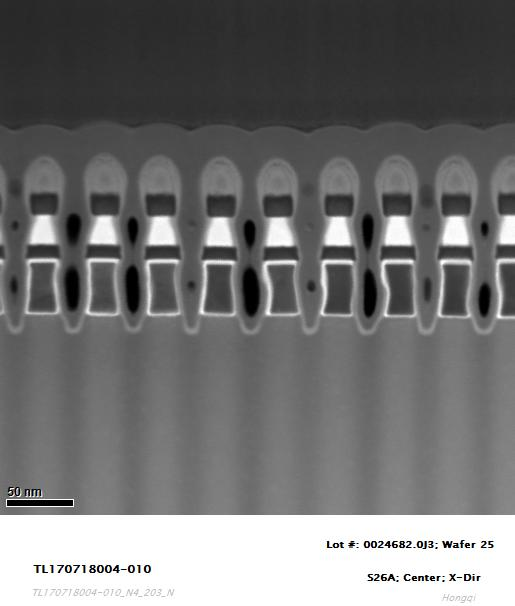 50 nm
Lot #: 0024682.0J3; Wafer 25
TL170718004-010
S26A; Center; X-Dir
TL170718004-010_N4_203_N
Hongqi